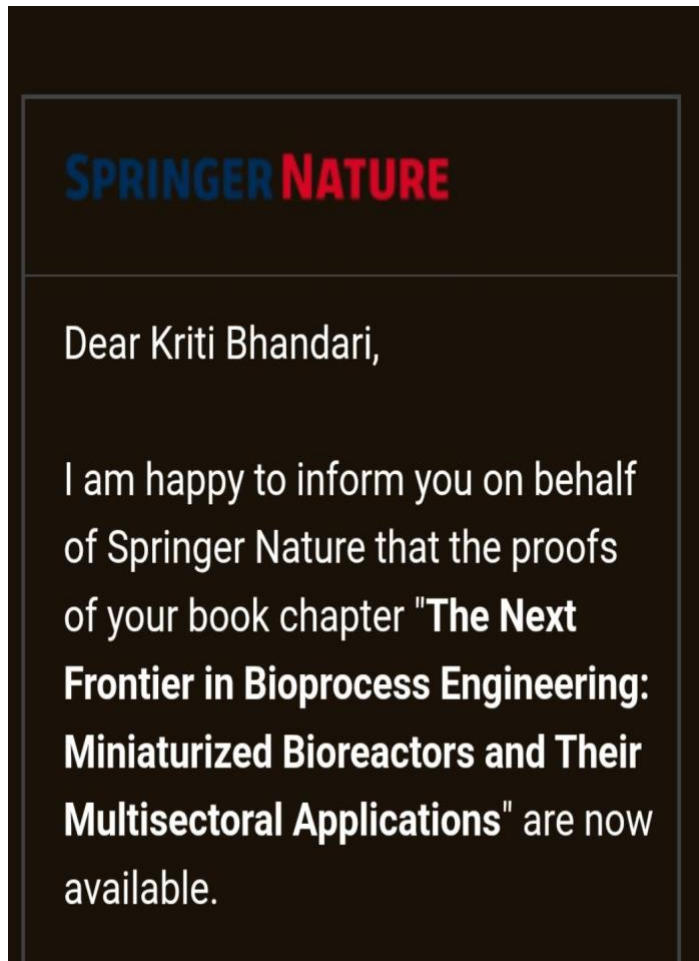 SPRINGER NATURE
Dear Kriti Bhandari,
I am happy to inform you on behalf
of Springer Nature that the proofs
of your book chapter "The Next
Frontier in Bioprocess Engineering:
Miniaturized Bioreactors and Their
Multisectoral Applications" are now
available.